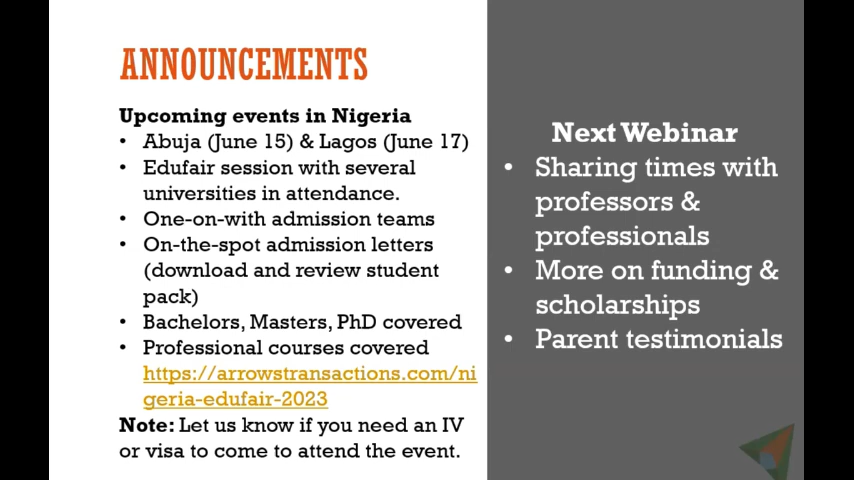 ANNOUNCEMENTS
Upcoming events in Nigeria
• Abuja (June 15) & Lagos (June 17)
• Edufair session with several
universities in attendance.
• One-on-with admission teams
• On-the-spot admission letters
(download and review student
pack)
• Bachelors, Masters, PhD covered
• Professional courses covered
https://arrowstransactions.com/ni
geria-edufair-2023
Note: Let us know if you need an IV
or visa to come to attend the event.
Next Webinar
• Sharing times with
professors &
professionals
• More on funding &
scholarships
• Parent testimonials